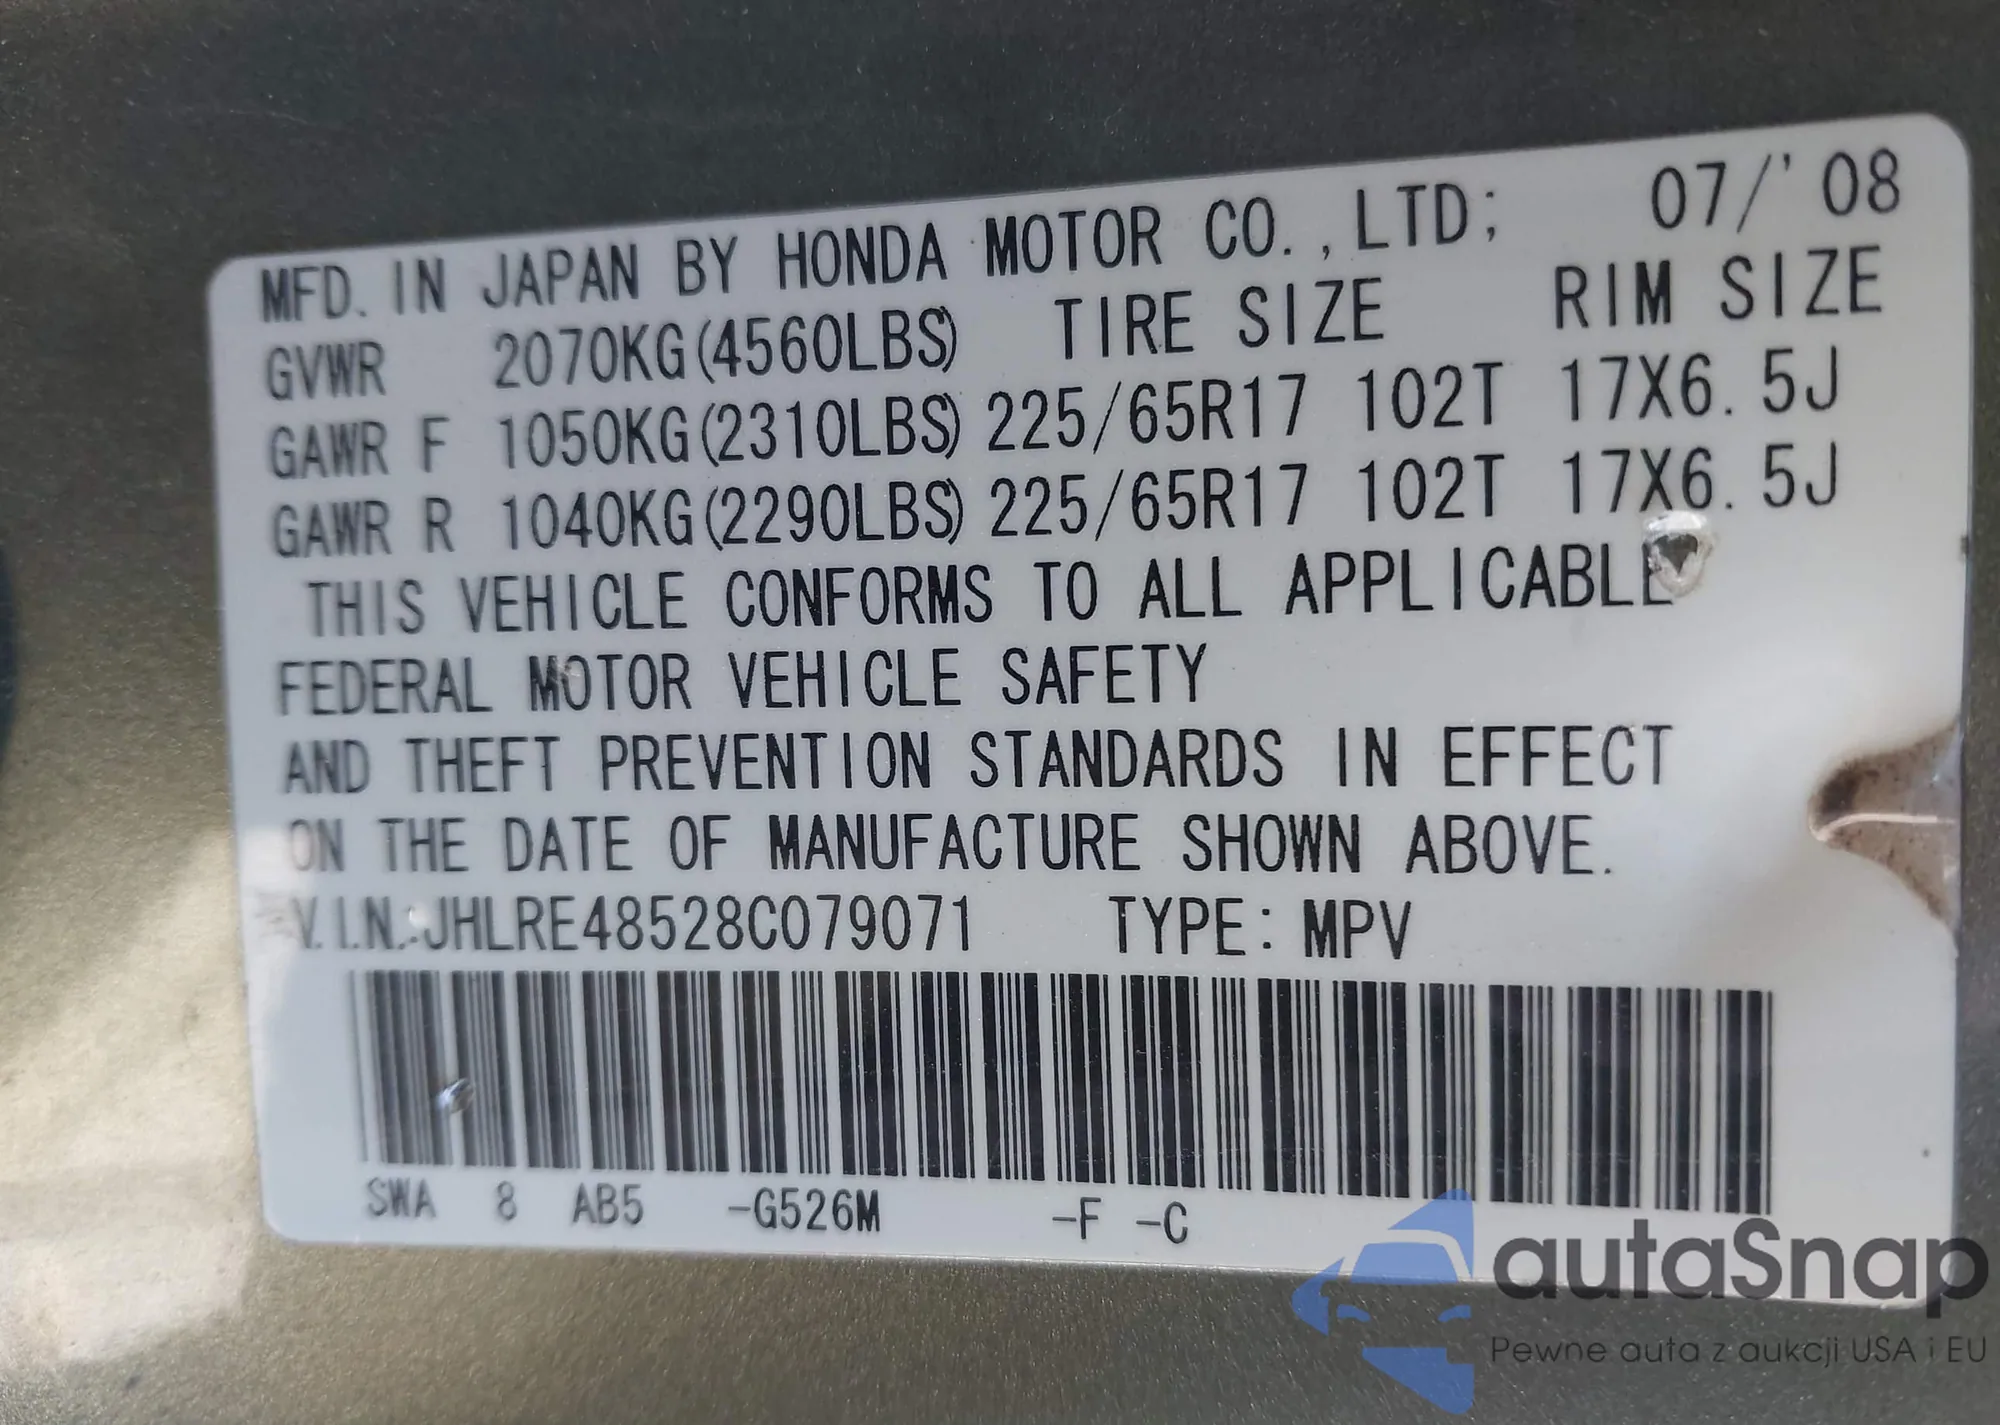 MFD. IN JAPAN BY HONDA MOTOR CO., LTD; 07/'08
GVWR 2070KG(4560LBS) TIRE SIZE RIM SIZE
GAWR F 1050KG(2310LBS) 225/65R17 102T 17X6.5J
GAWR R 1040KG(2290LBS) 225/65R17 102T 17X6.5J
THIS VEHICLE CONFORMS TO ALL APPLICABLE
FEDERAL MOTOR VEHICLE SAFETY
AND THEFT PREVENTION STANDARDS IN EFFECT
ON THE DATE OF MANUFACTURE SHOWN ABOVE.
V.I.N.:JHLRE48528C079071 TYPE: MPV
SWA 8 AB5 -G526M -F -C
autaSnap
Pewne auta z aukcji USA i EU